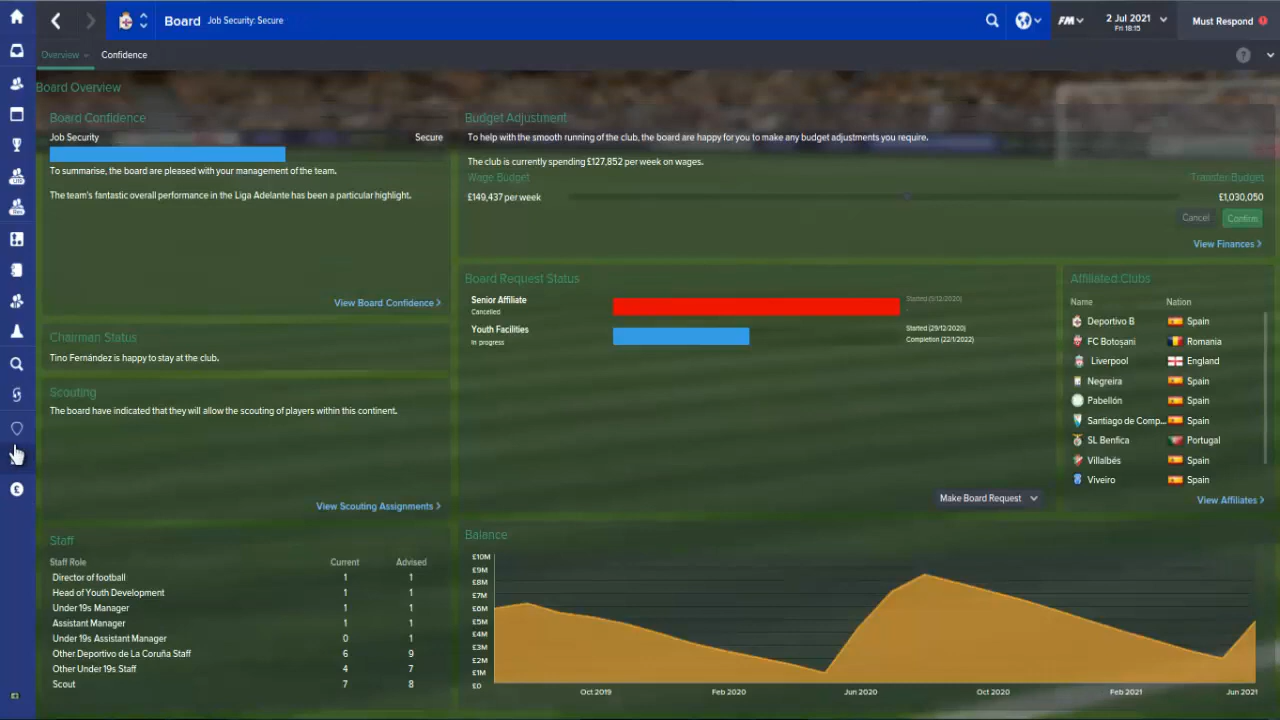 Board
Job Security: Secure
FM
2 Jul 2021
Fri 18:15
Must Respond
Overview
Confidence
Board Overview
Board Confidence
Job Security
Secure
To summarise, the board are pleased with your management of the team.
The team's fantastic overall performance in the Liga Adelante has been a particular highlight.
View Board Confidence >
Chairman Status
Tino Fernández is happy to stay at the club.
Scouting
The board have indicated that they will allow the scouting of players within this continent.
View Scouting Assignments >
Staff
Staff Role Current Advised
Director of football 1 1
Head of Youth Development 1 1
Under 19s Manager 1 1
Assistant Manager 1 1
Under 19s Assistant Manager 0 1
Other Deportivo de La Coruña Staff 6 9
Other Under 19s Staff 4 7
Scout 7 8
Budget Adjustment
To help with the smooth running of the club, the board are happy for you to make any budget adjustments you require.
The club is currently spending £127,852 per week on wages.
Wage Budget
Transfer Budget
£149,437 per week
£1,030,050
Cancel
Confirm
View Finances >
Board Request Status
Senior Affiliate
Cancelled
Started (9/12/2020)
-
Youth Facilities
In progress
Started (29/12/2020)
Completion (22/1/2022)
Make Board Request
Affiliated Clubs
Name Nation
Deportivo B Spain
FC Botoșani Romania
Liverpool England
Negreira Spain
Pabellón Spain
Santiago de Comp... Spain
SL Benfica Portugal
Villalbés Spain
Viveiro Spain
View Affiliates >
Balance
£10M
£9M
£8M
£7M
£6M
£5M
£4M
£3M
£2M
£1M
£0
Oct 2019 Feb 2020 Jun 2020 Oct 2020 Feb 2021 Jun 2021